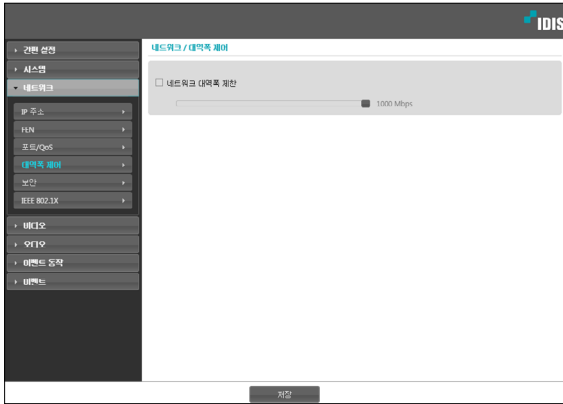 IDIS
간편 설정
시스템
네트워크
IP 주소
FEN
포트/QoS
대역폭 제어
보안
IEEE 802.1X
비디오
오디오
이벤트 동작
이벤트
네트워크 / 대역폭 제어
네트워크 대역폭 제한
1000 Mbps
저장